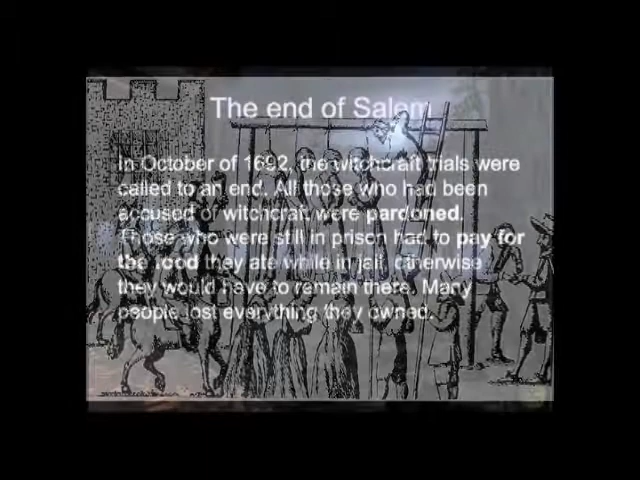 The end of Salem
In October of 1692, the witchcraft trials were
called to an end. All those who had been
accused of witchcraft were pardoned.
Those who were still in prison had to pay for
the food they ate while in jail, otherwise
they would have to remain there. Many
people lost everything they owned.